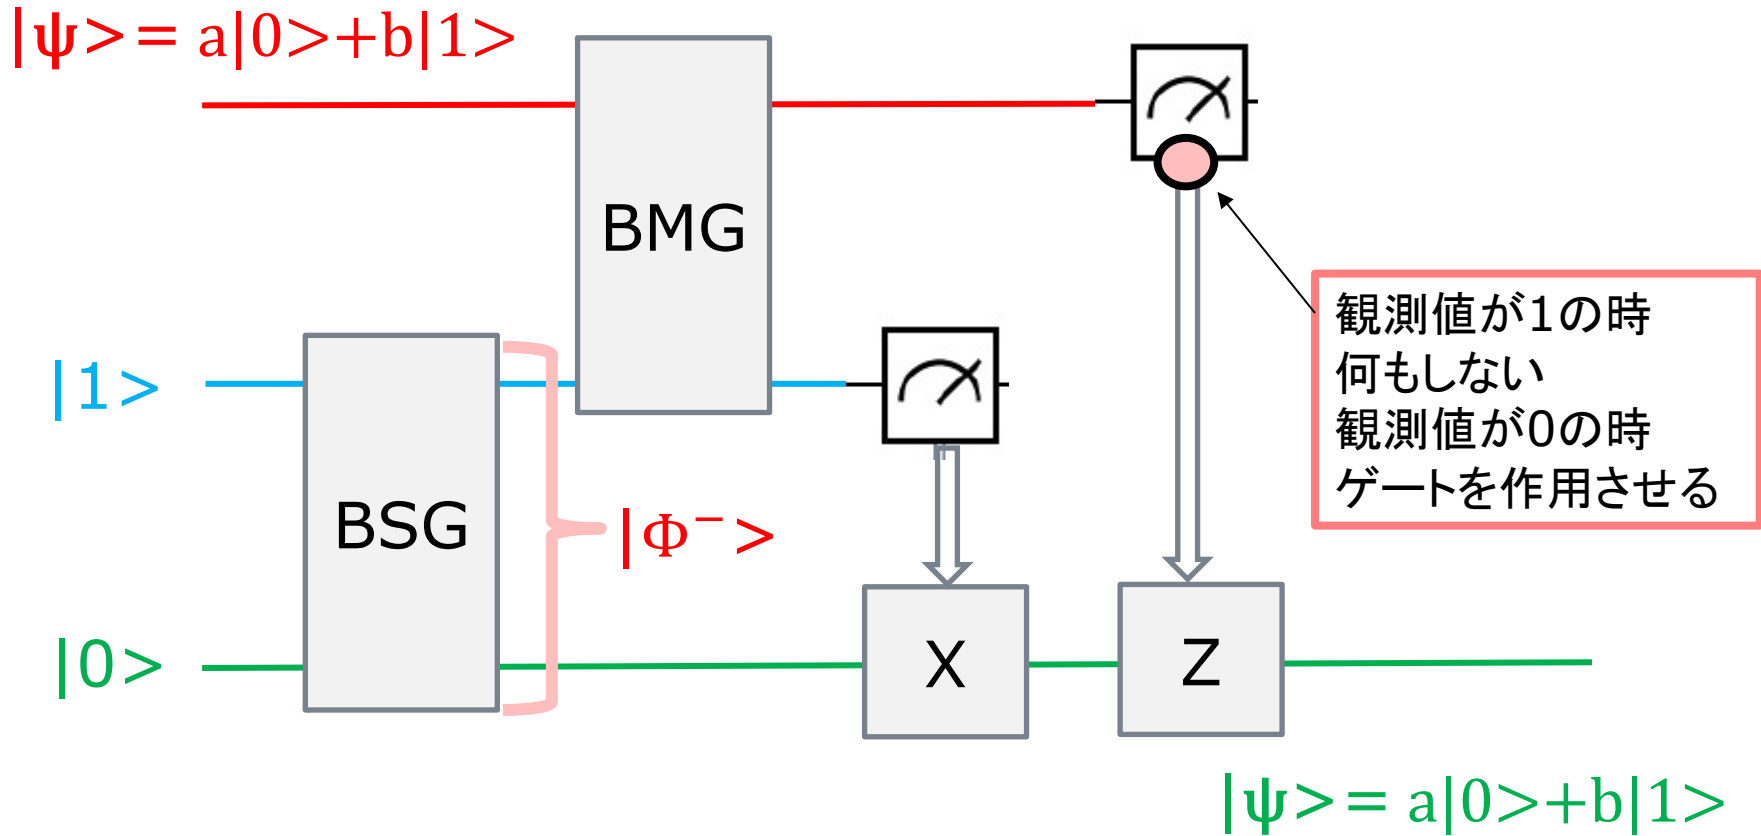 |ψ>= a|0>+b|1>
BMG
観測値が1の時
何もしない
観測値が0の時
ゲートを作用させる
|1>
BSG
|Φ⁻>
|0>
X
Z
|ψ>= a|0>+b|1>